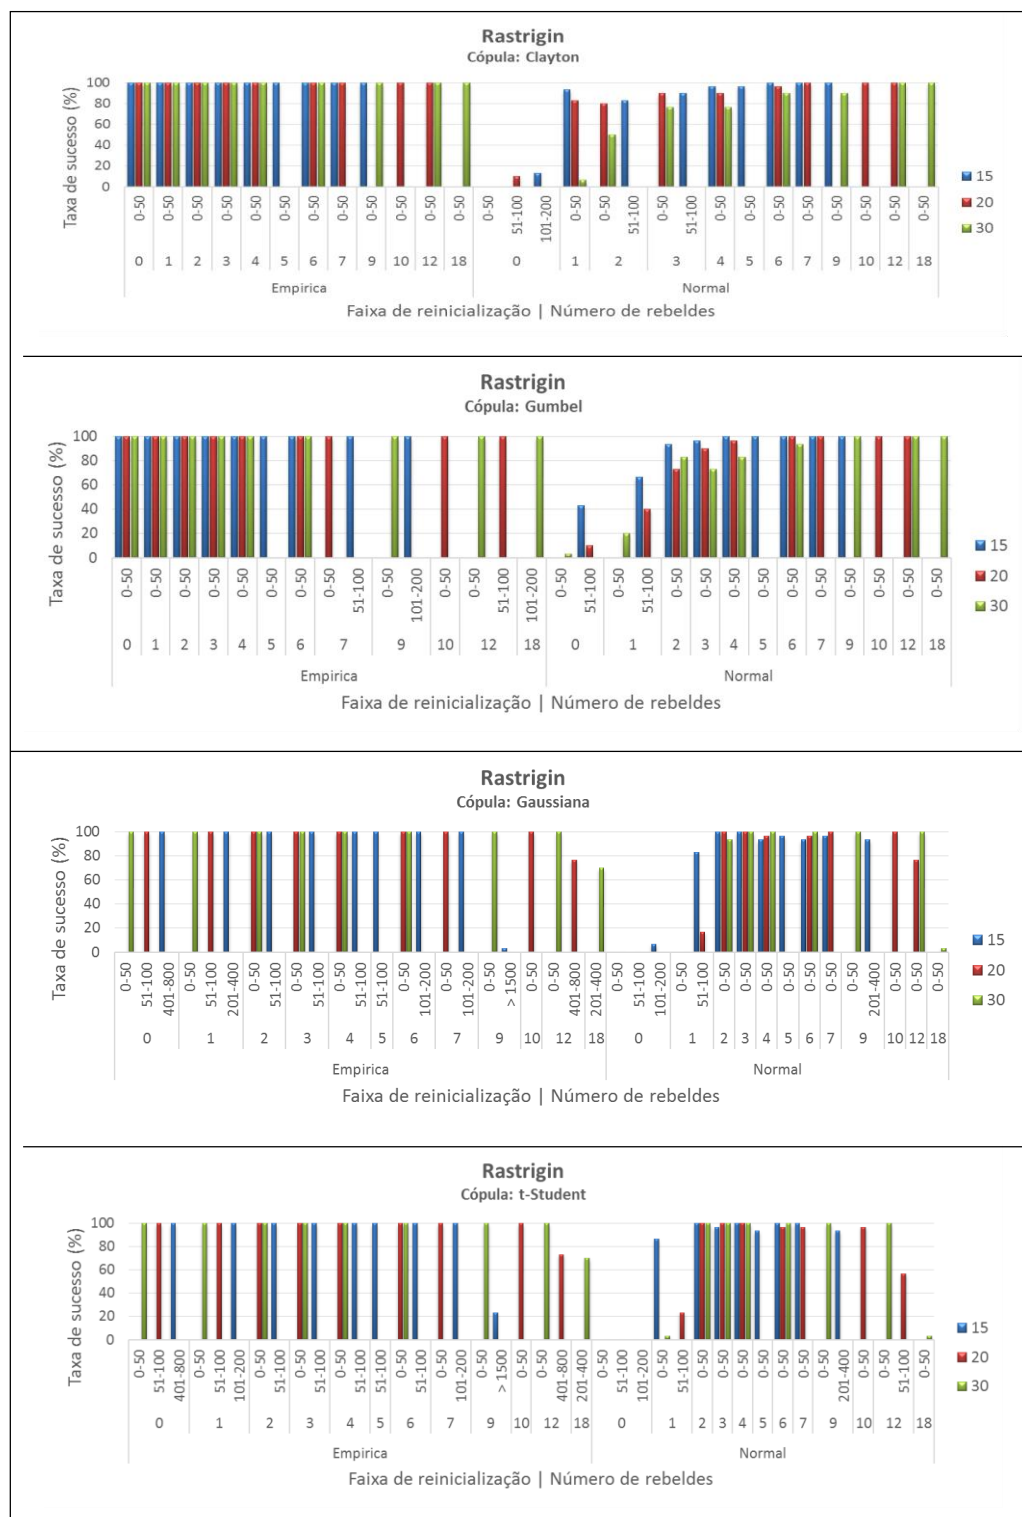 Rastrigin
Cópula: Clayton
Taxa de sucesso (%)
100
80
60
40
20
0
0-50 0-50 0-50 0-50 0-50 0-50 0-50 0-50 0-50 0-50 0-50 0-50 0-50 51-100 101-200 0-50 0-50 51-100 0-50 51-100 0-50 0-50 0-50 0-50 0-50 0-50 0-50 0-50
0 1 2 3 4 5 6 7 9 10 12 18 0 1 2 3 4 5 6 7 9 10 12 18
Empirica Normal
Faixa de reinicialização | Número de rebeldes
15
20
30
Rastrigin
Cópula: Gumbel
Taxa de sucesso (%)
100
80
60
40
20
0
0-50 0-50 0-50 0-50 0-50 0-50 0-50 0-50 51-100 0-50 101-200 0-50 0-50 51-100 101-200 0-50 51-100 0-50 51-100 0-50 0-50 0-50 0-50 0-50 0-50 0-50 0-50 0-50 0-50
0 1 2 3 4 5 6 7 9 10 12 18 0 1 2 3 4 5 6 7 9 10 12 18
Empirica Normal
Faixa de reinicialização | Número de rebeldes
15
20
30
Rastrigin
Cópula: Gaussiana
Taxa de sucesso (%)
100
80
60
40
20
0
0-50 51-100 401-800 0-50 51-100 201-400 0-50 51-100 0-50 51-100 0-50 51-100 51-100 0-50 101-200 0-50 101-200 0-50 > 1500 0-50 0-50 401-800 201-400 0-50 51-100 101-200 0-50 51-100 0-50 0-50 0-50 0-50 0-50 0-50 0-50 201-400 0-50 0-50 0-50
0 1 2 3 4 5 6 7 9 10 12 18 0 1 2 3 4 5 6 7 9 10 12 18
Empirica Normal
Faixa de reinicialização | Número de rebeldes
15
20
30
Rastrigin
Cópula: t-Student
Taxa de sucesso (%)
100
80
60
40
20
0
0-50 51-100 401-800 0-50 51-100 101-200 0-50 51-100 0-50 51-100 0-50 51-100 51-100 0-50 51-100 0-50 101-200 0-50 > 1500 0-50 0-50 401-800 201-400 0-50 51-100 101-200 0-50 51-100 0-50 0-50 0-50 0-50 0-50 0-50 0-50 201-400 0-50 0-50 51-100 0-50
0 1 2 3 4 5 6 7 9 10 12 18 0 1 2 3 4 5 6 7 9 10 12 18
Empirica Normal
Faixa de reinicialização | Número de rebeldes
15
20
30